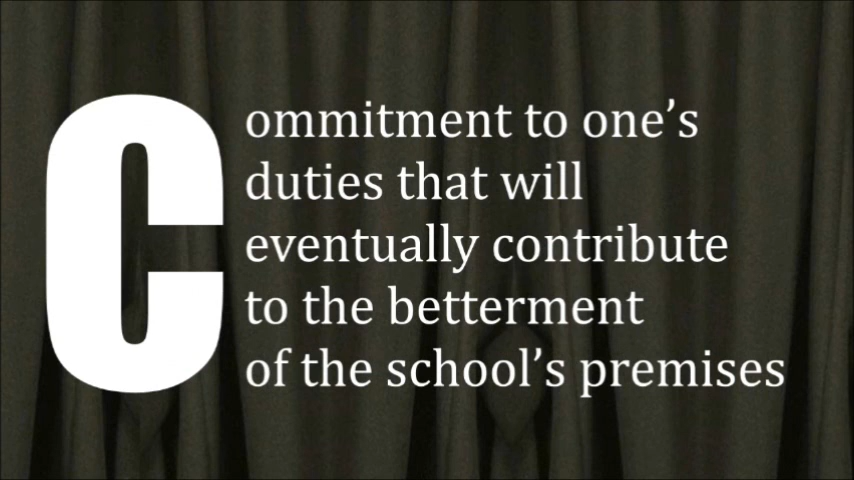 Commitment to one's
duties that will
eventually contribute
to the betterment
of the school's premises